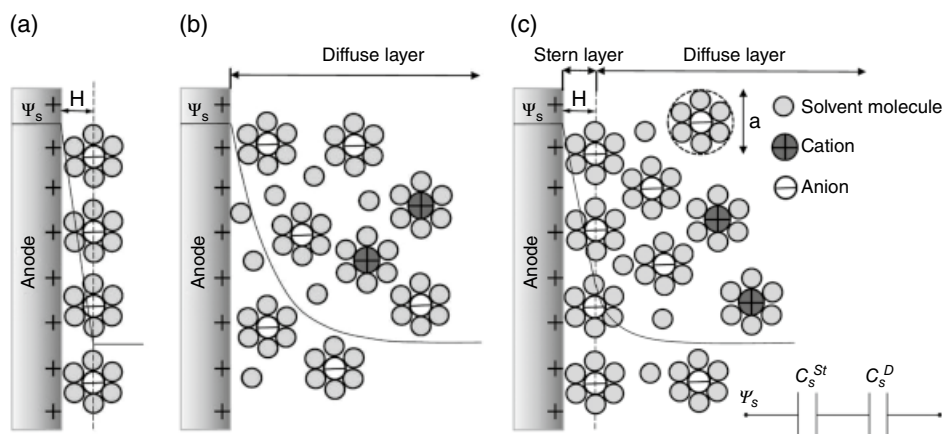 (a)
H
Ψs
Anode
(b)
Diffuse layer
Ψs
Anode
(c)
Stern layer
Diffuse layer
H
Ψs
Anode
a
Solvent molecule
Cation
Anion
Ψs
Cs^St
Cs^D